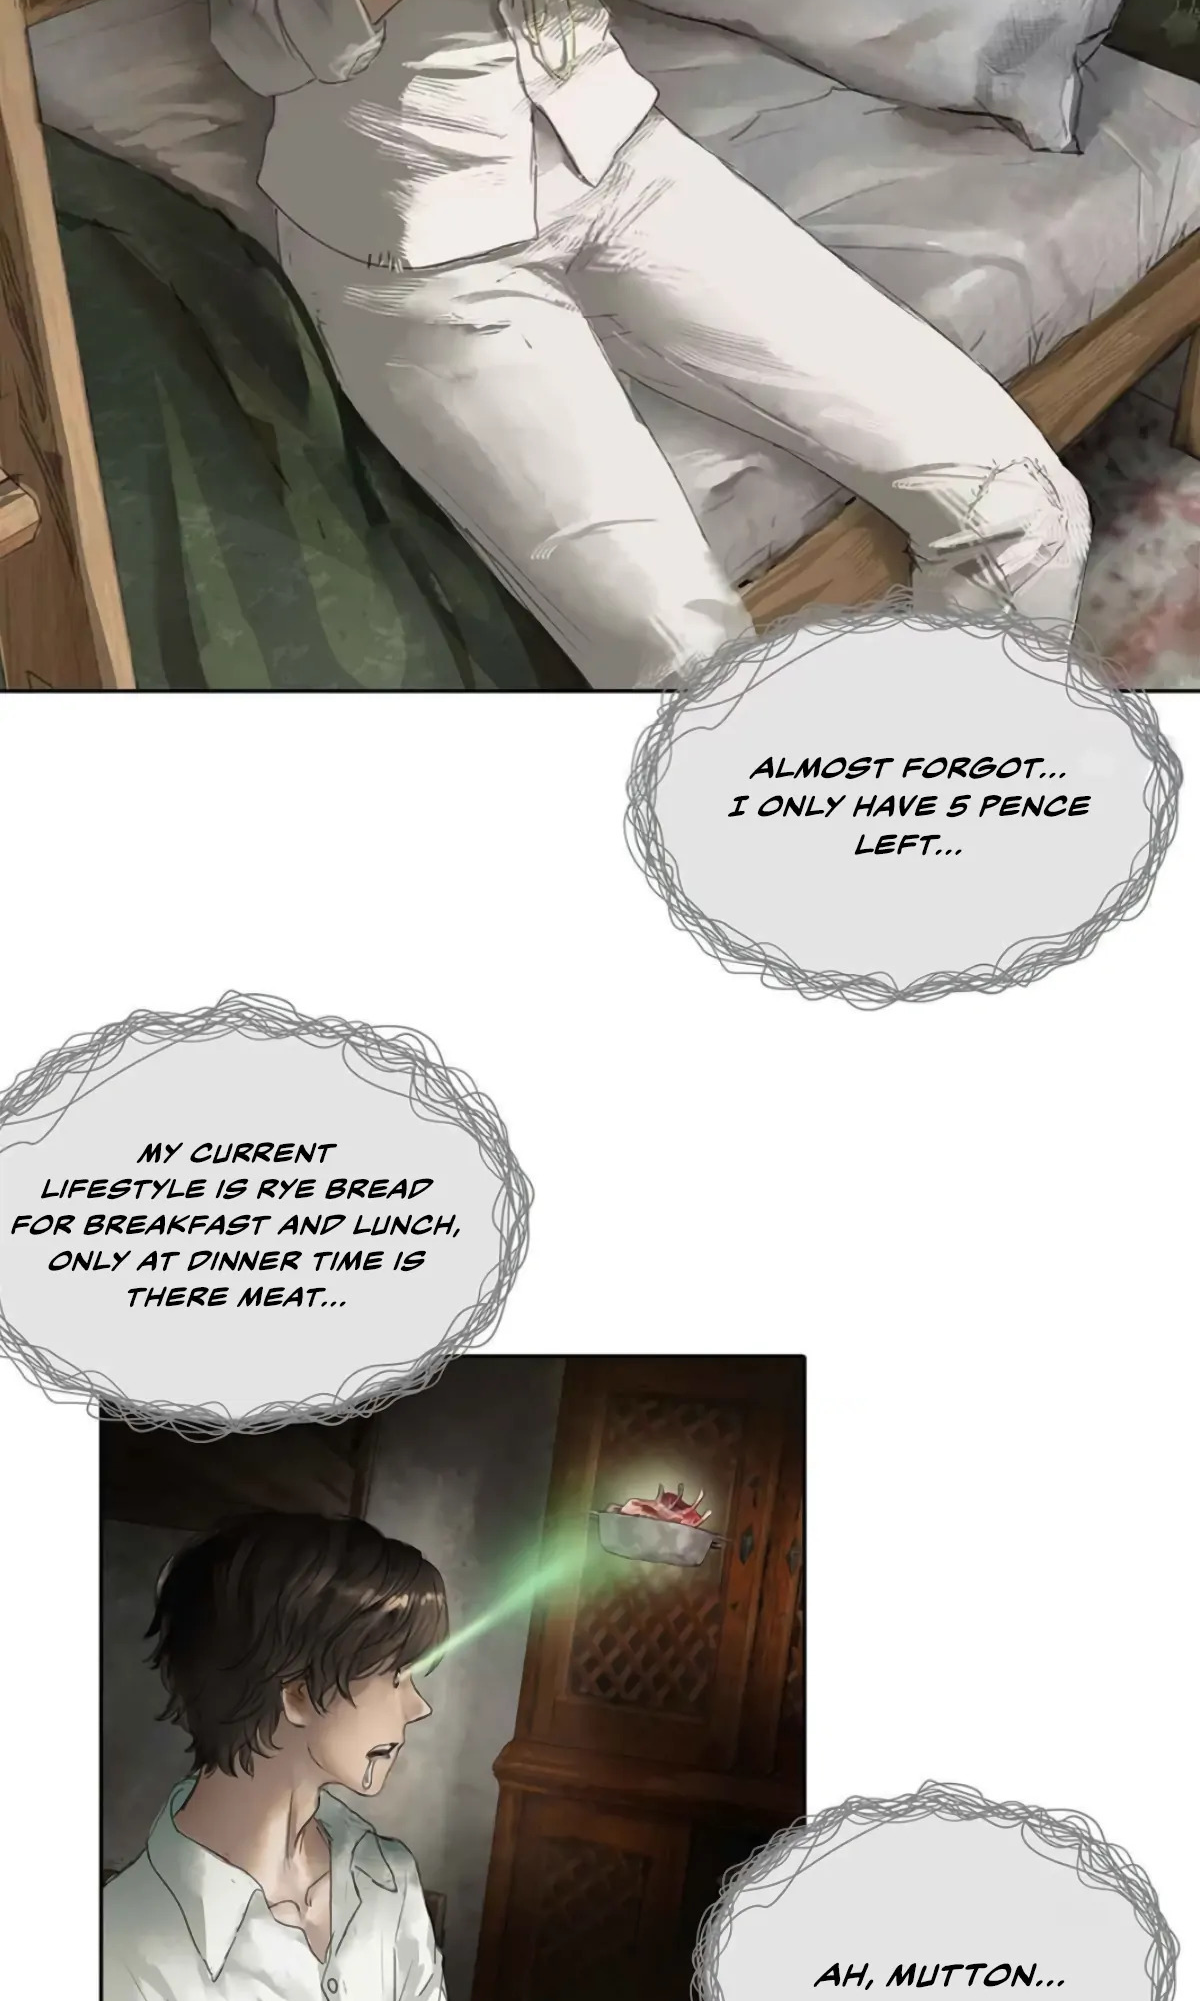 ALMOST FORGOT...
I ONLY HAVE 5 PENCE
LEFT...
MY CURRENT
LIFESTYLE IS RYE BREAD
FOR BREAKFAST AND LUNCH,
ONLY AT DINNER TIME IS
THERE MEAT...
AH, MUTTON...